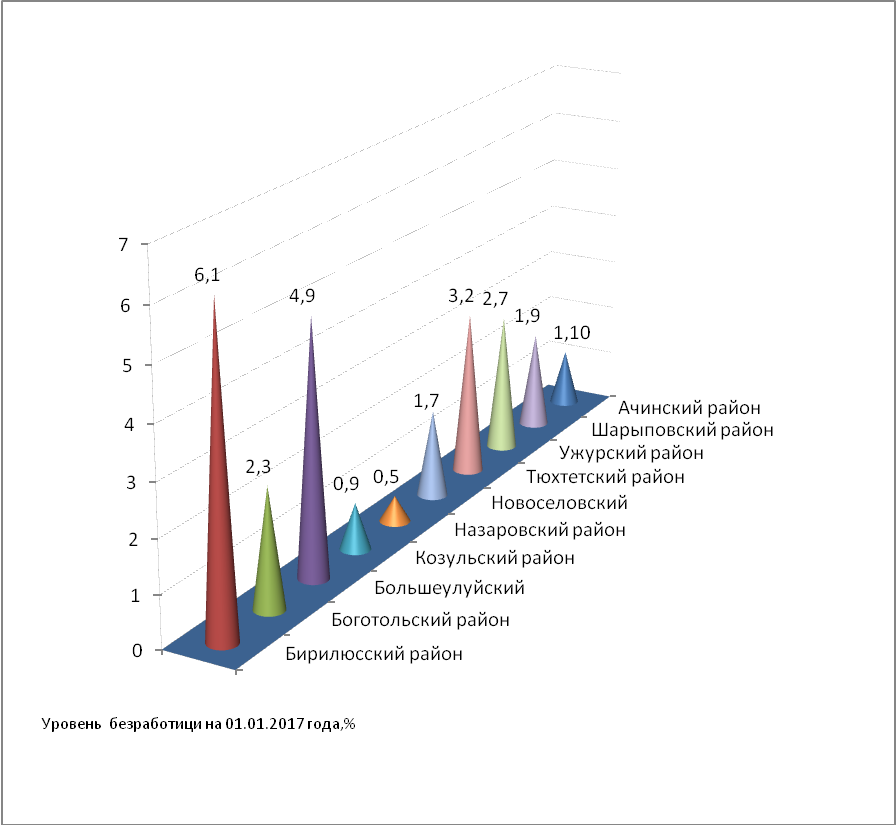 7
6
5
4
3
2
1
0
6,1
2,3
4,9
0,9
0,5
1,7
3,2
2,7
1,9
1,10
Ачинский район
Шарыповский район
Ужурский район
Тюхтетский район
Новоселовский
Назаровский район
Козульский район
Большеулуйский
Боготольский район
Бирилюсский район
Уровень безработици на 01.01.2017 года,%